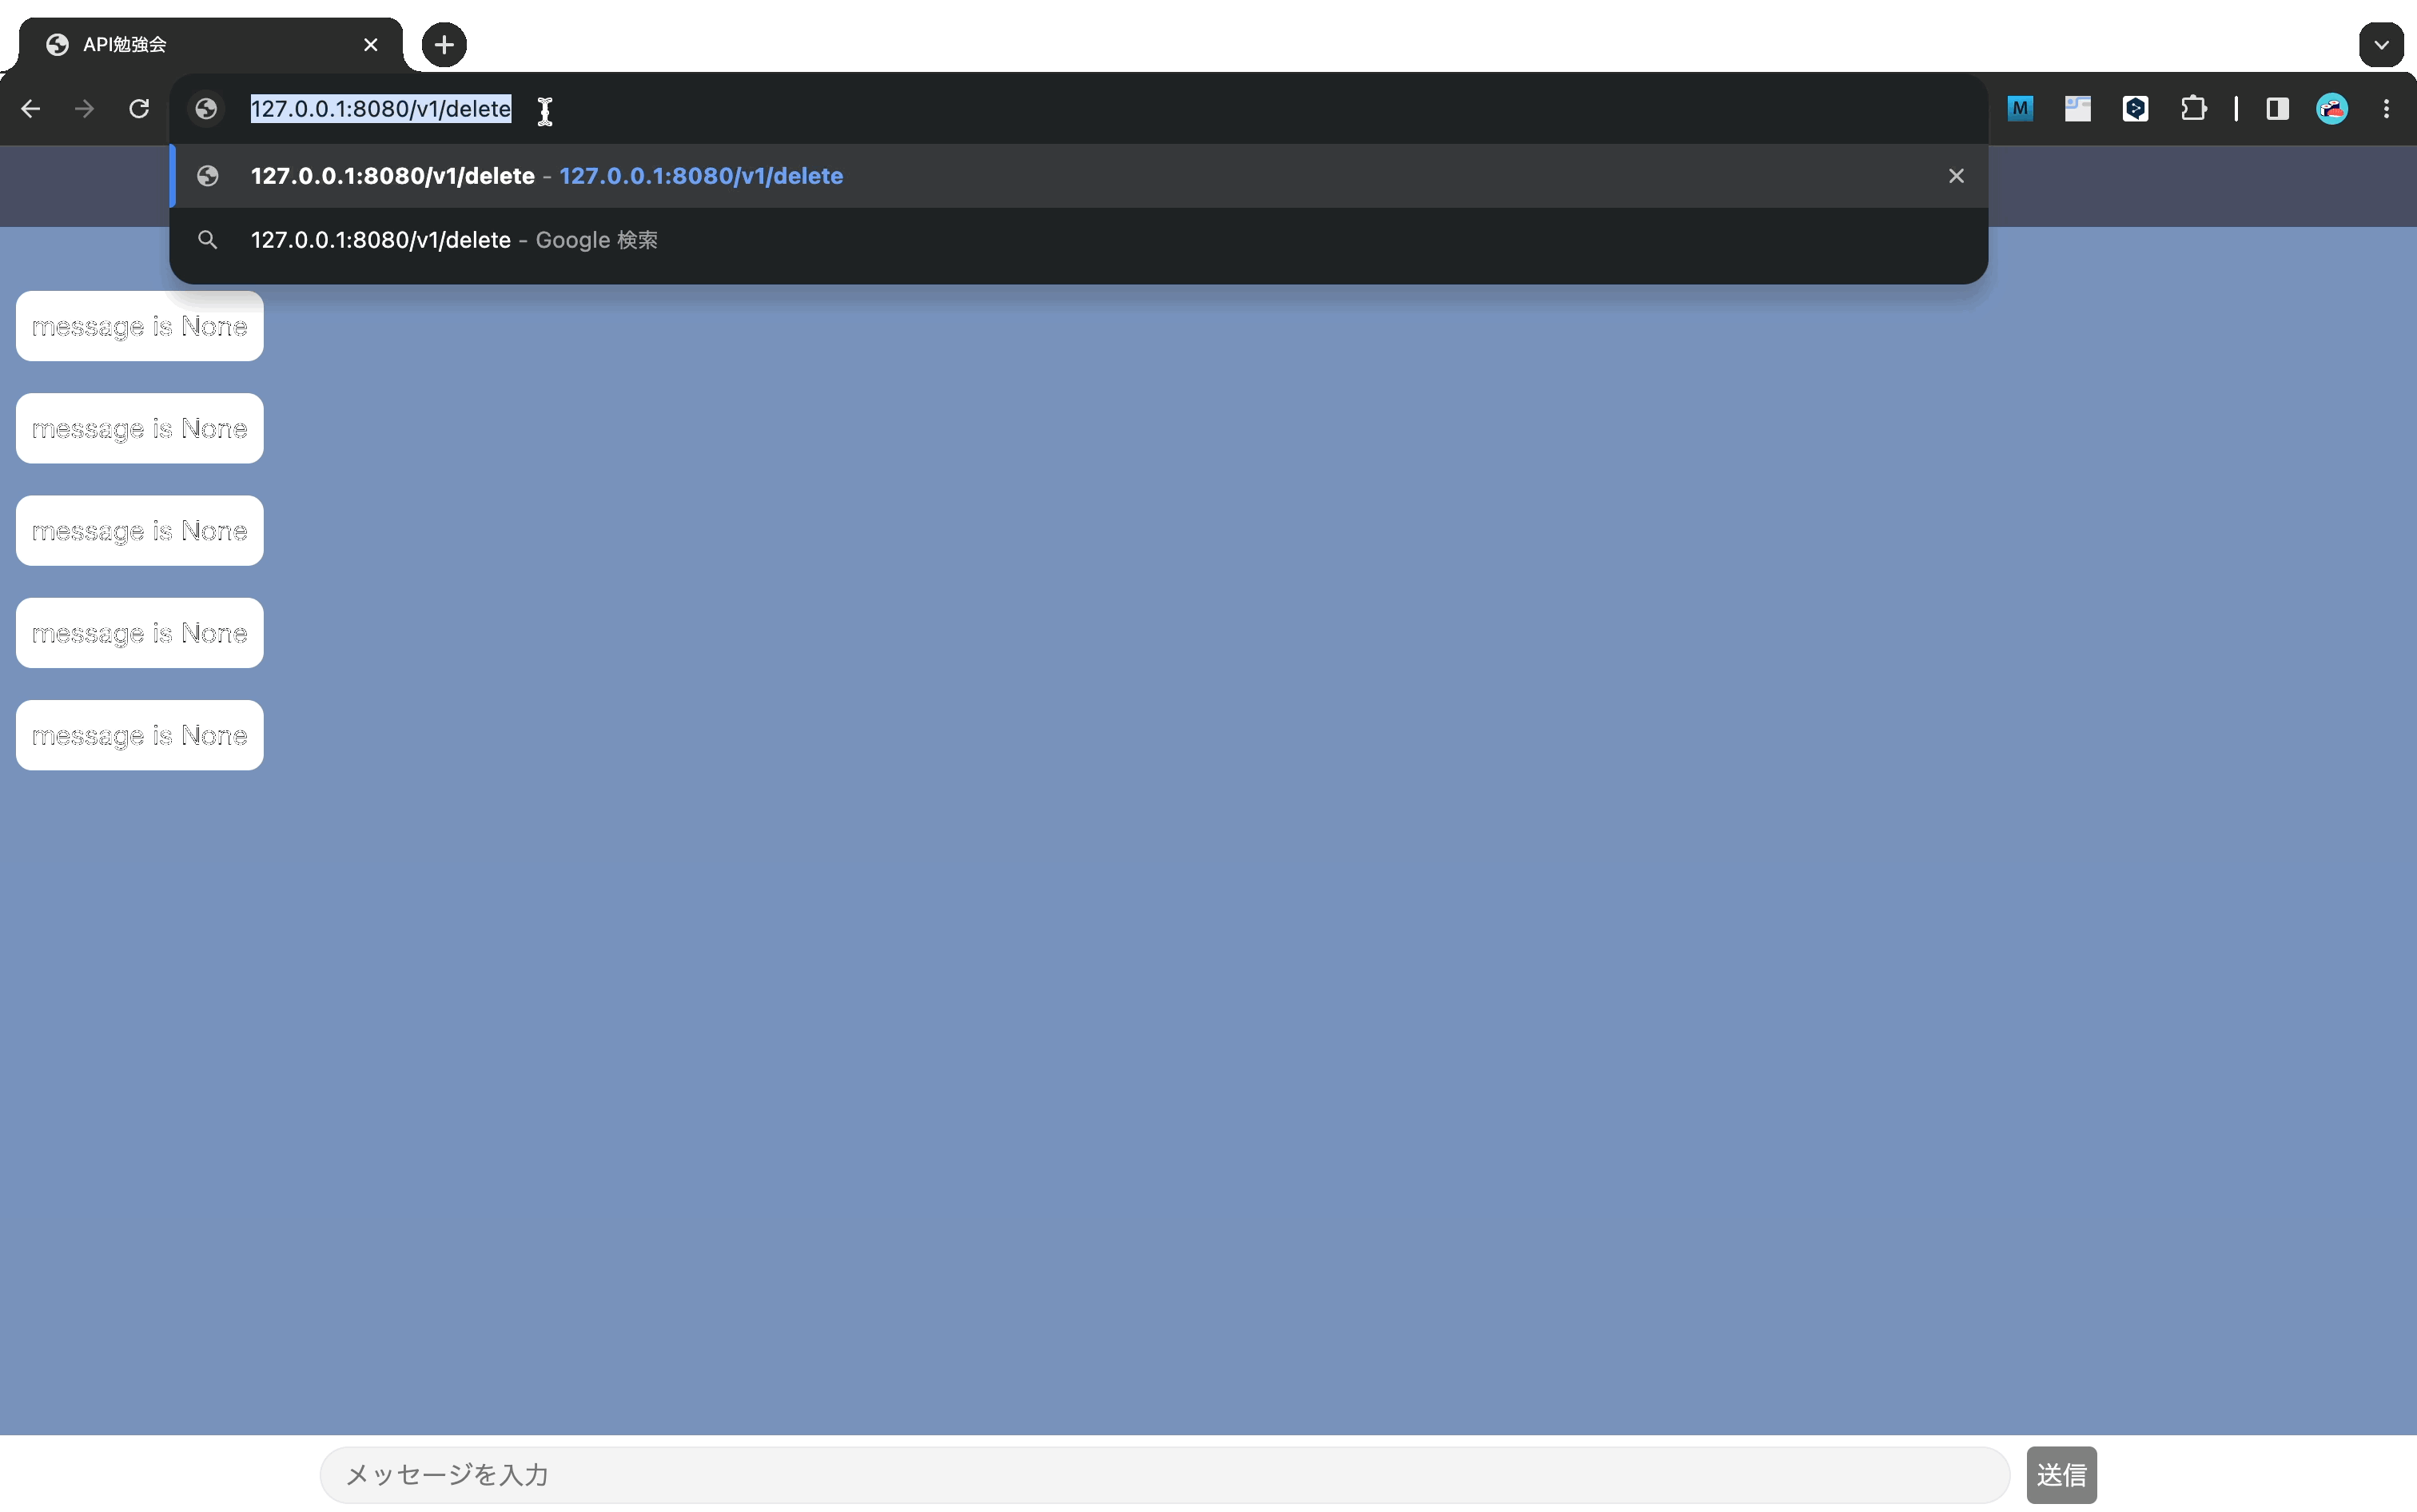 API勉強会
127.0.0.1:8080/v1/delete
M
127.0.0.1:8080/v1/delete - 127.0.0.1:8080/v1/delete
127.0.0.1:8080/v1/delete - Google 検索
message is None
message is None
message is None
message is None
message is None
メッセージを入力
送信